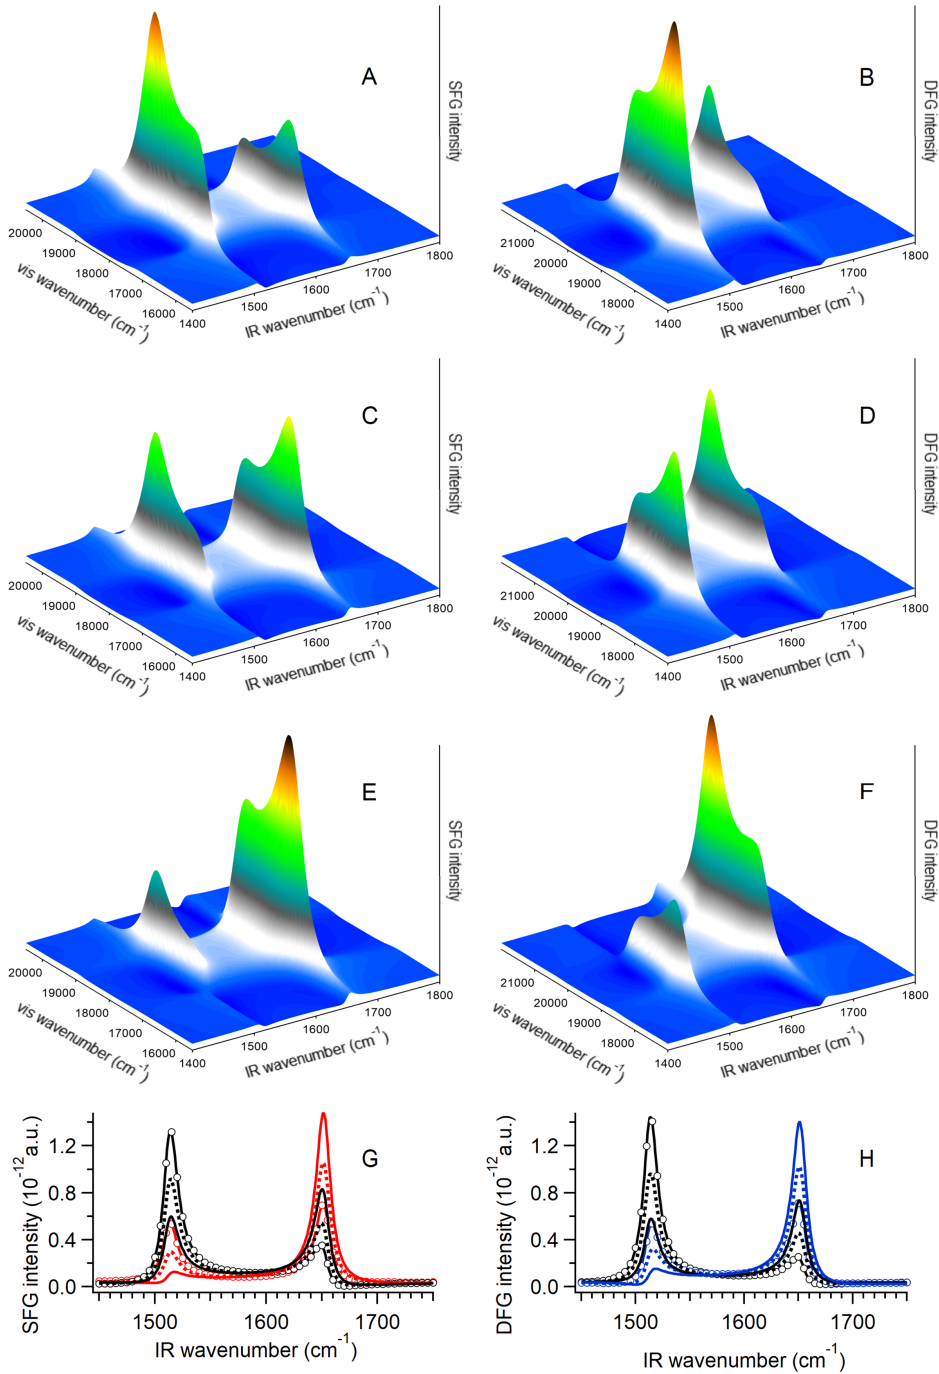 A
SFG intensity
20000
19000
18000
17000
16000
vis wavenumber (cm⁻¹)
1400
1500
1600
1700
1800
IR wavenumber (cm⁻¹)
B
DFG intensity
21000
20000
19000
18000
vis wavenumber (cm⁻¹)
1400
1500
1600
1700
1800
IR wavenumber (cm⁻¹)
C
SFG intensity
20000
19000
18000
17000
16000
vis wavenumber (cm⁻¹)
1400
1500
1600
1700
1800
IR wavenumber (cm⁻¹)
D
DFG intensity
21000
20000
19000
18000
vis wavenumber (cm⁻¹)
1400
1500
1600
1700
1800
IR wavenumber (cm⁻¹)
E
SFG intensity
20000
19000
18000
17000
16000
vis wavenumber (cm⁻¹)
1400
1500
1600
1700
1800
IR wavenumber (cm⁻¹)
F
DFG intensity
21000
20000
19000
18000
vis wavenumber (cm⁻¹)
1400
1500
1600
1700
1800
IR wavenumber (cm⁻¹)
G
SFG intensity (10⁻¹² a.u.)
1.2
0.8
0.4
0.0
1500
1600
1700
IR wavenumber (cm⁻¹)
H
DFG intensity (10⁻¹² a.u.)
1.2
0.8
0.4
0.0
1500
1600
1700
IR wavenumber (cm⁻¹)